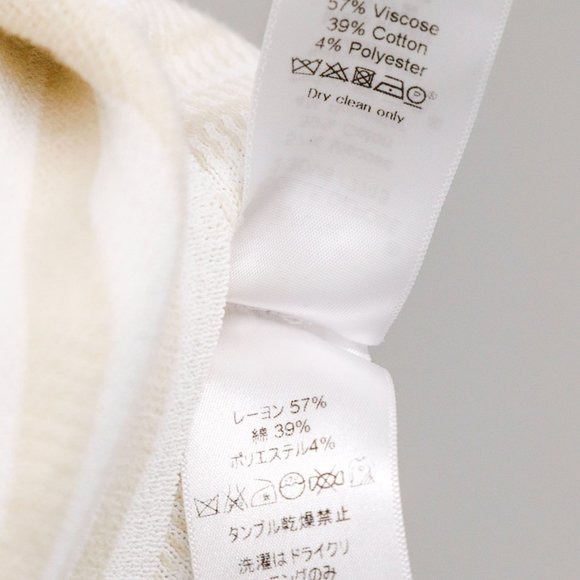 57% Viscose
39% Cotton
4% Polyester
Dry clean only
レーヨン 57%
綿 39%
ポリエステル4%
タンブル乾燥禁止
洗濯はドライクリ
ーニングのみ